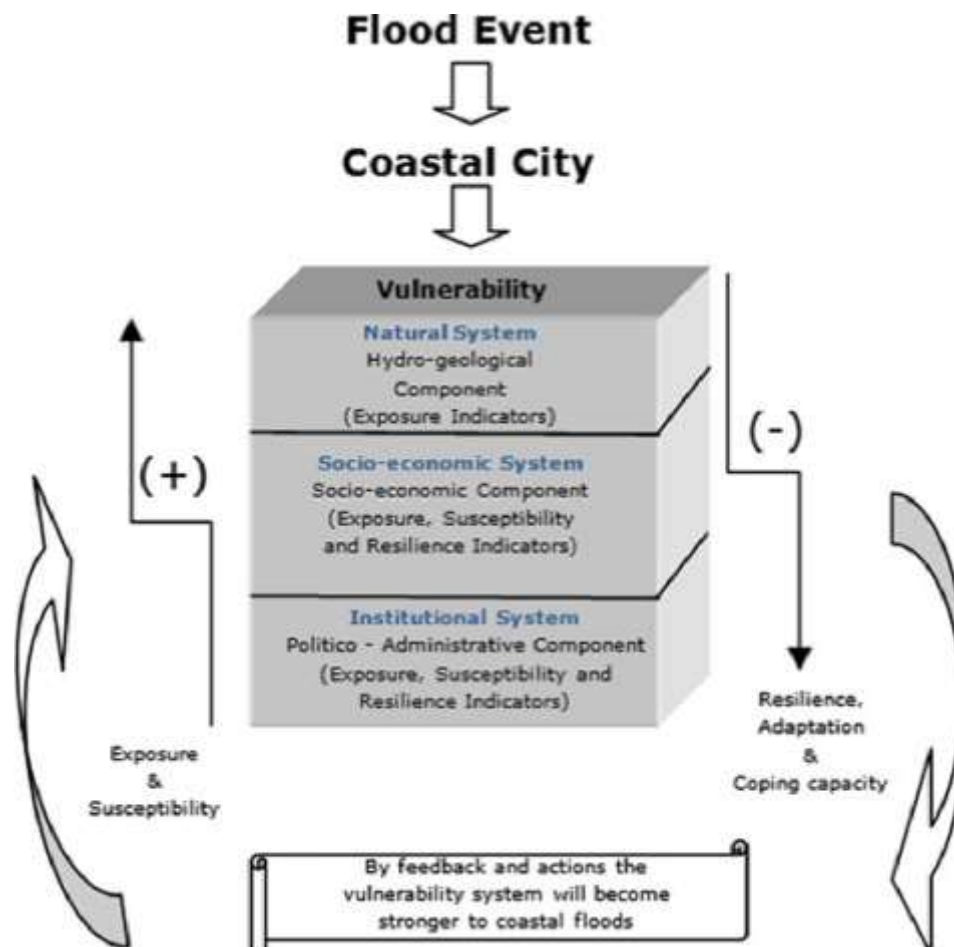 Flood Event
Coastal City
Vulnerability
Natural System
Hydro-geological
Component
(Exposure Indicators)
Socio-economic System
Socio-economic Component
(Exposure, Susceptibility
and Resilience Indicators)
Institutional System
Politico - Administrative Component
(Exposure, Susceptibility and
Resilience Indicators)
(+)
Exposure
&
Susceptibility
(-)
Resilience,
Adaptation
&
Coping capacity
By feedback and actions the
vulnerability system will become
stronger to coastal floods